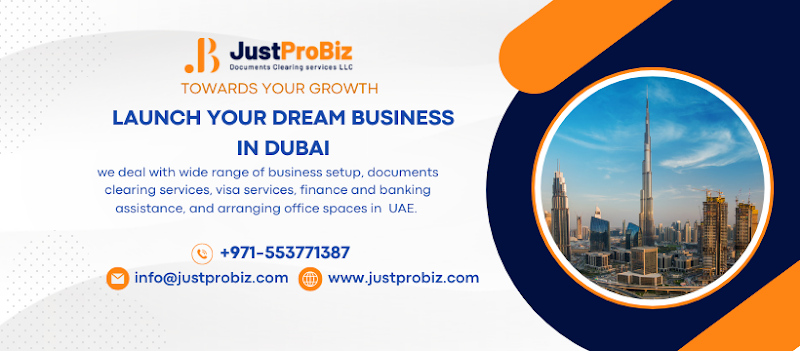 JustProBiz
Documents Clearing services LLC
TOWARDS YOUR GROWTH
LAUNCH YOUR DREAM BUSINESS
IN DUBAI
we deal with wide range of business setup, documents
clearing services, visa services, finance and banking
assistance, and arranging office spaces in UAE.
+971-553771387
info@justprobiz.com www.justprobiz.com